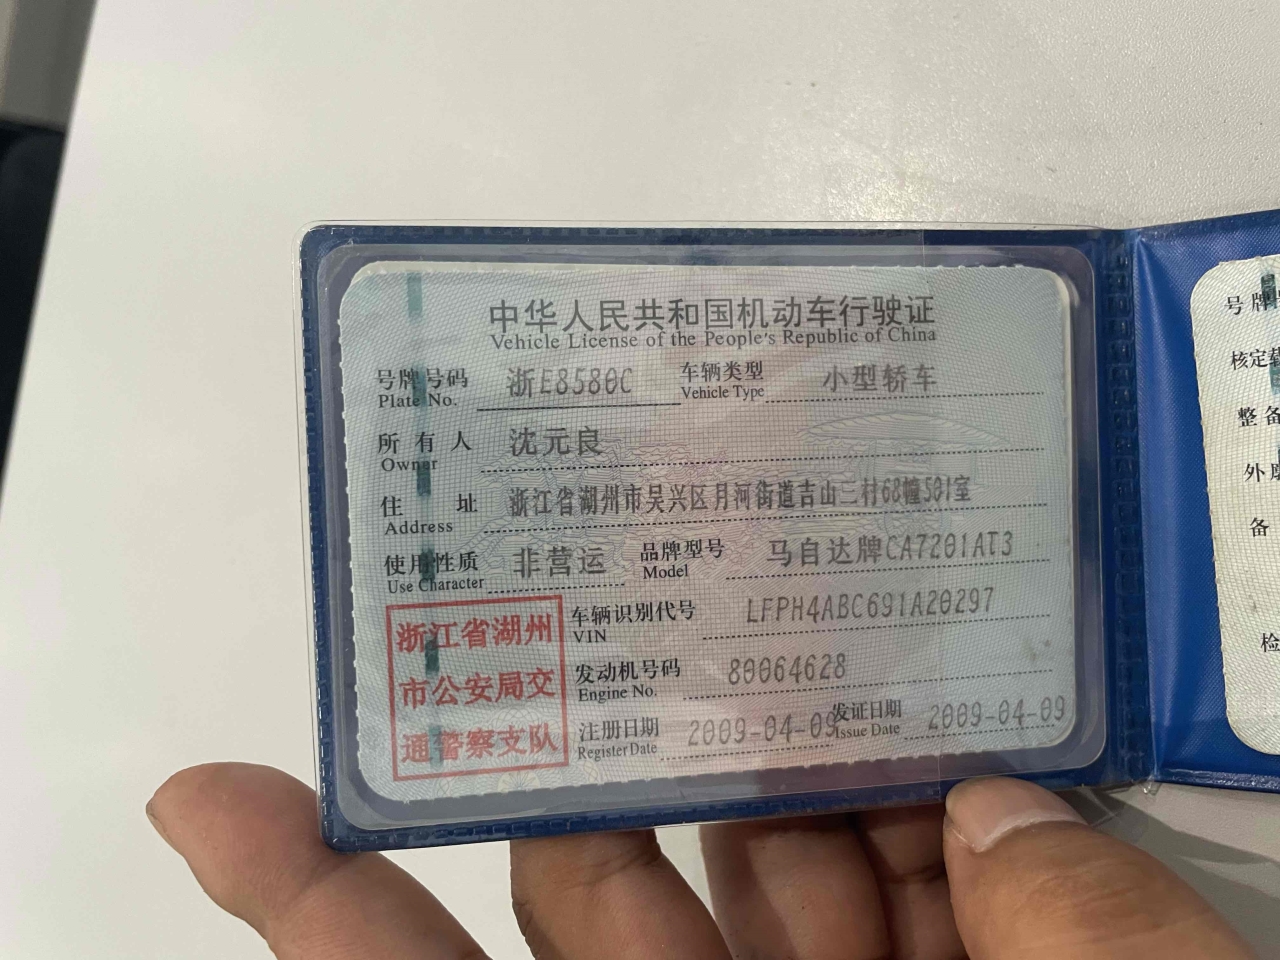 中华人民共和国机动车行驶证
Vehicle License of the People's Republic of China
号牌号码 浙E8580C 车辆类型 小型轿车
Plate No. Vehicle Type
所有人 沈元良
Owner
住址 浙江省湖州市吴兴区月河街道吉山二村68幢501室
Address
使用性质 非营运 品牌型号 马自达牌CA7201AT3
Use Character Model
浙江省湖州
市公安局交
通警察支队
车辆识别代号 LFPH4ABC691A20297
VIN
发动机号码 80064628
Engine No.
注册日期 2009-04-09 发证日期 2009-04-09
Register Date Issue Date
号牌
核定载
整备
外廓
备
检